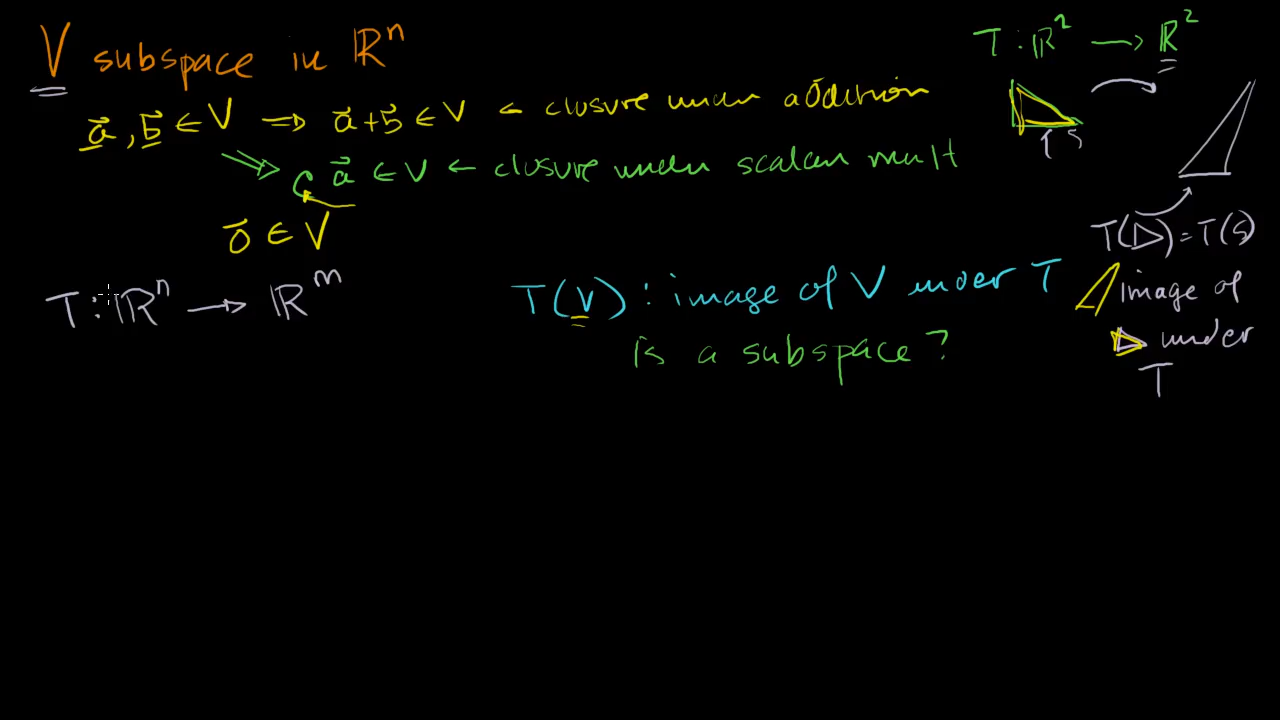 V subspace in ℝⁿ
a⃗, b⃗ ∈ V ⇒ a⃗+b⃗ ∈ V ← closure under addition
⇒ c a⃗ ∈ V ← closure under scalar mult
0⃗ ∈ V
T : ℝⁿ → ℝᵐ
T(V) : image of V under T
is a subspace?
T : ℝ² → ℝ²
↑ S
T(△) = T(S)
image of
△ under
T